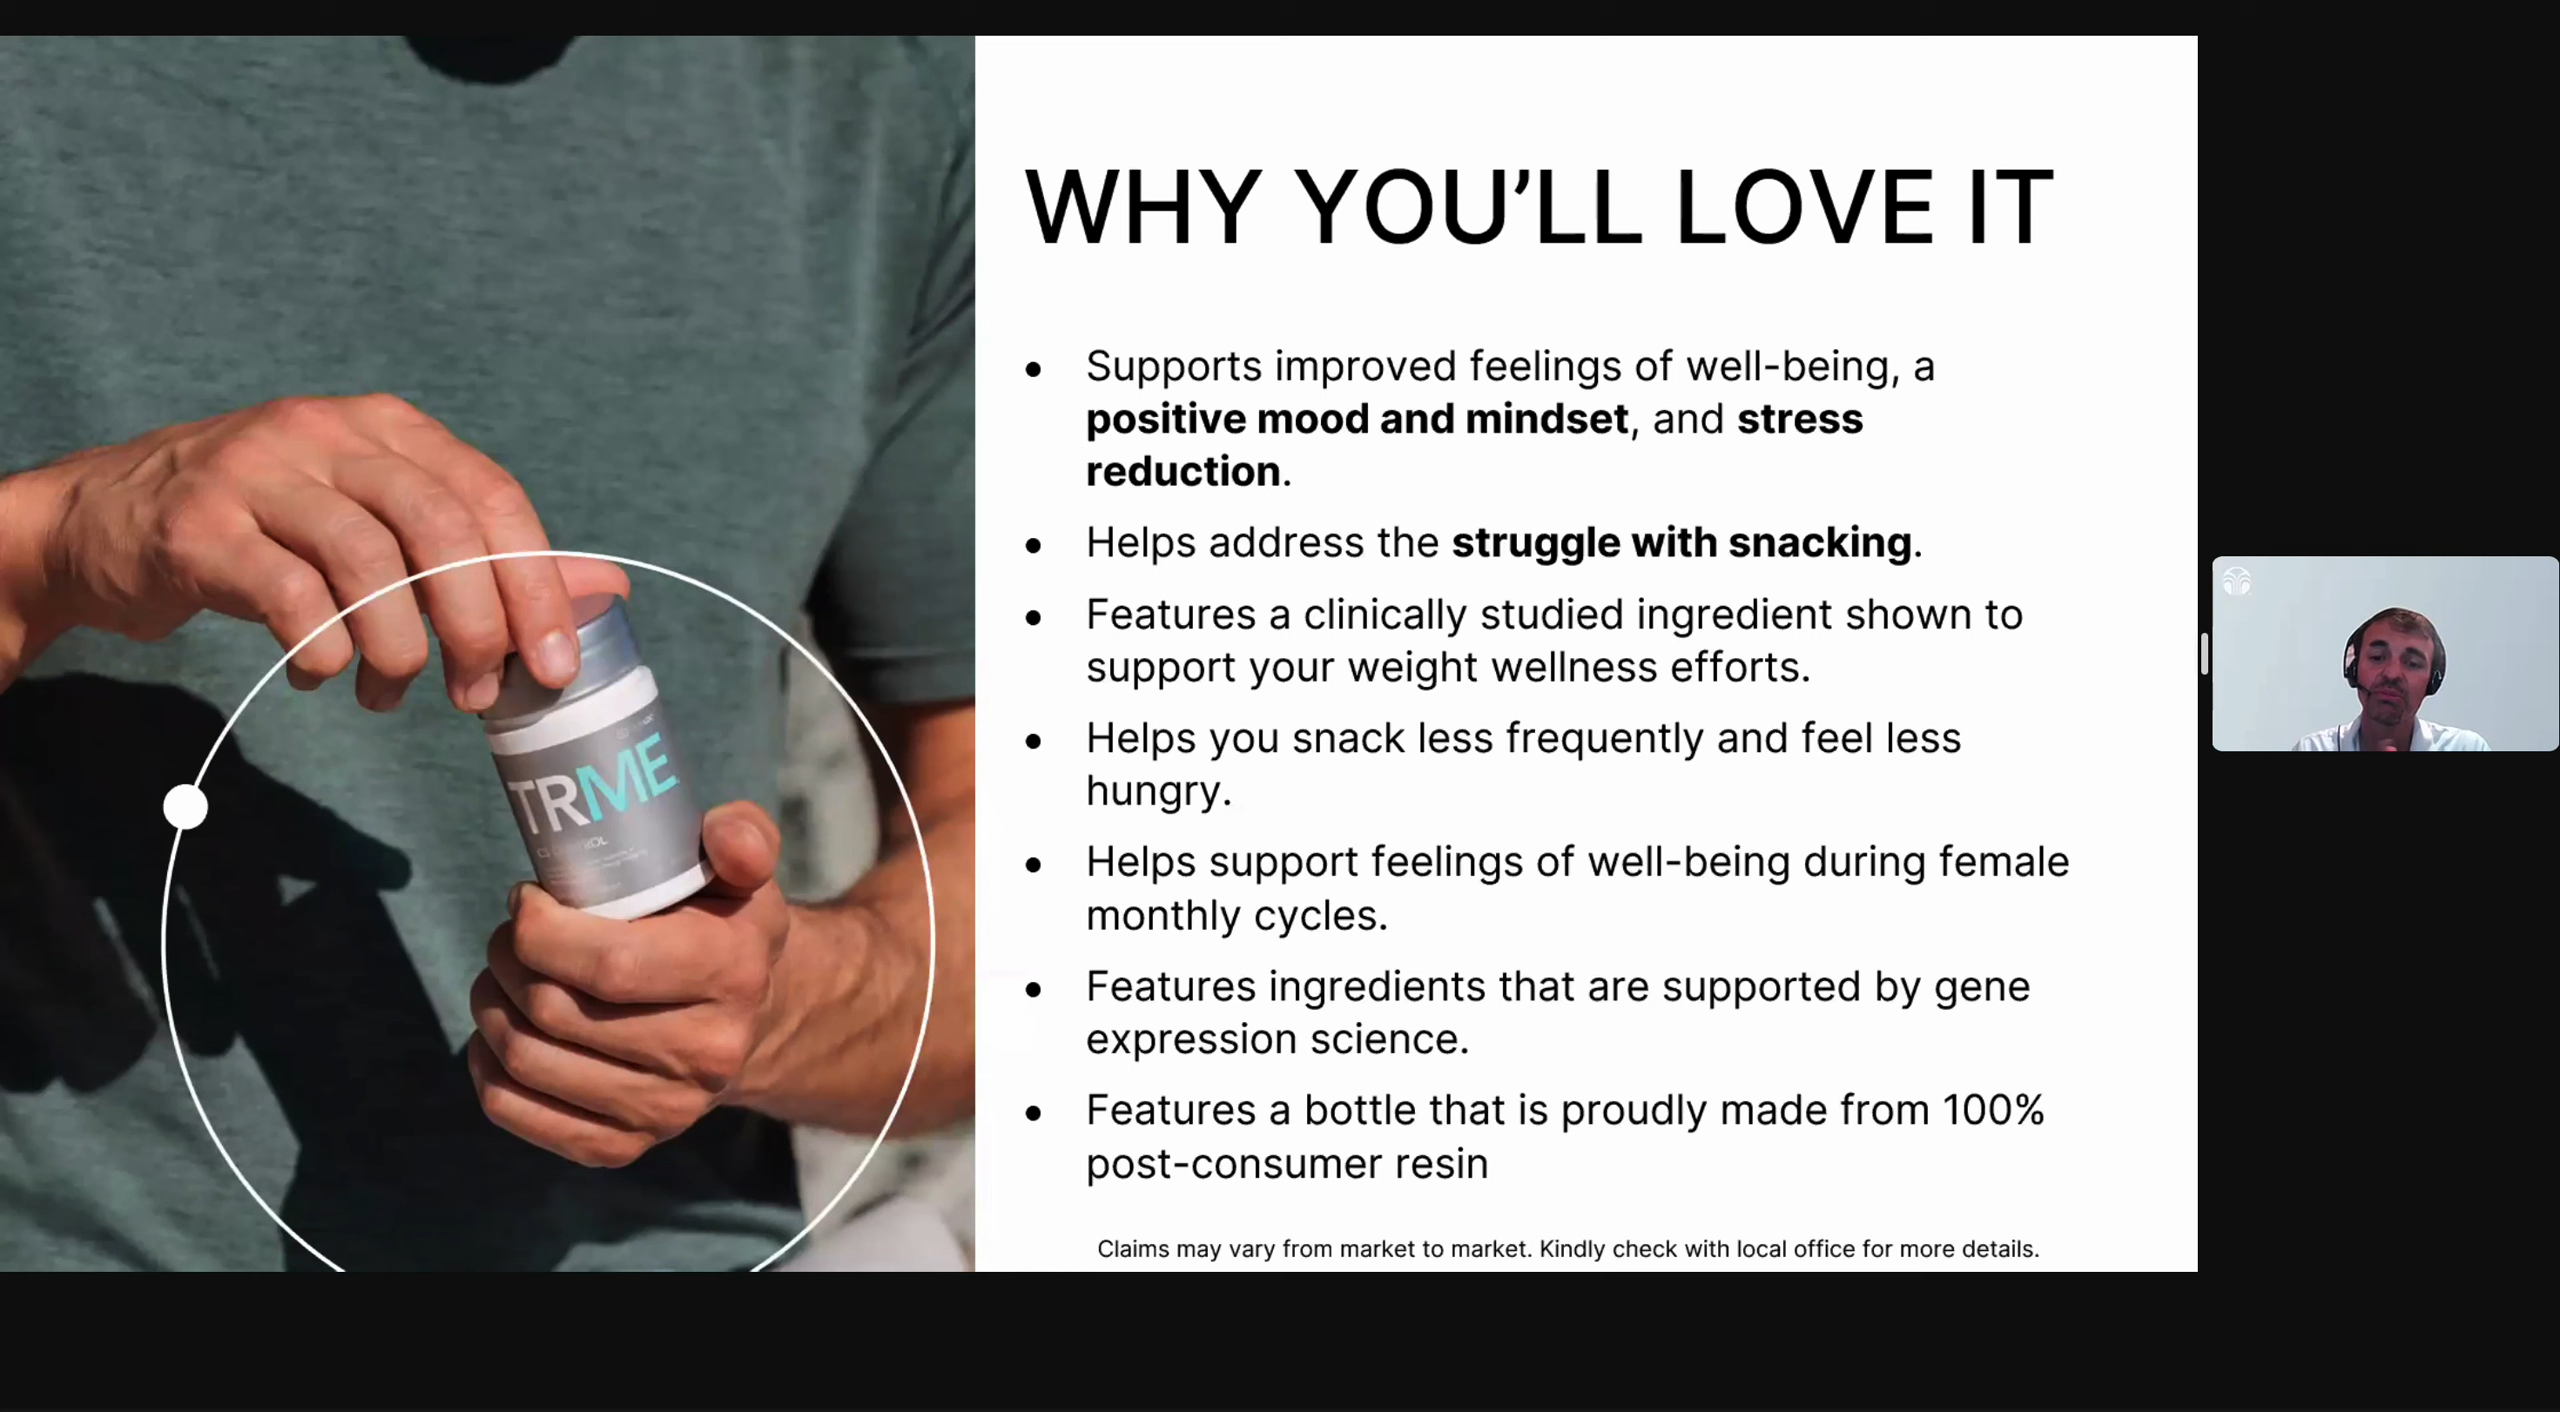 WHY YOU’LL LOVE IT
Supports improved feelings of well-being, a
positive mood and mindset, and stress
reduction.
Helps address the struggle with snacking.
Features a clinically studied ingredient shown to
support your weight wellness efforts.
Helps you snack less frequently and feel less
hungry.
Helps support feelings of well-being during female
monthly cycles.
Features ingredients that are supported by gene
expression science.
Features a bottle that is proudly made from 100%
post-consumer resin
Claims may vary from market to market. Kindly check with local office for more details.
TRME